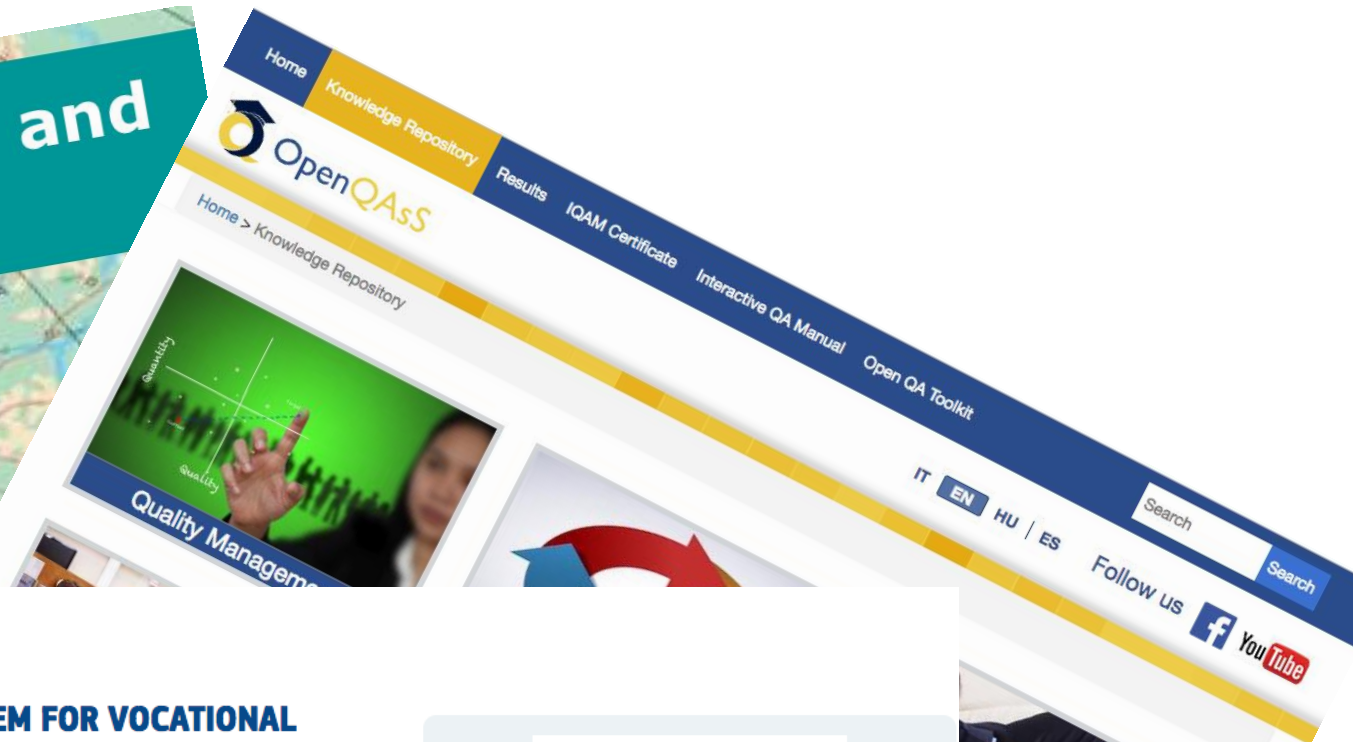 and
Home Knowledge Repository Results IQAM Certificate Interactive QA Manual Open QA Toolkit
Search Search
OpenQAsS
IT EN HU | ES Follow us f YouTube
Home > Knowledge Repository
Quantity
Quality
Quality Manageme
EM FOR VOCATIONAL